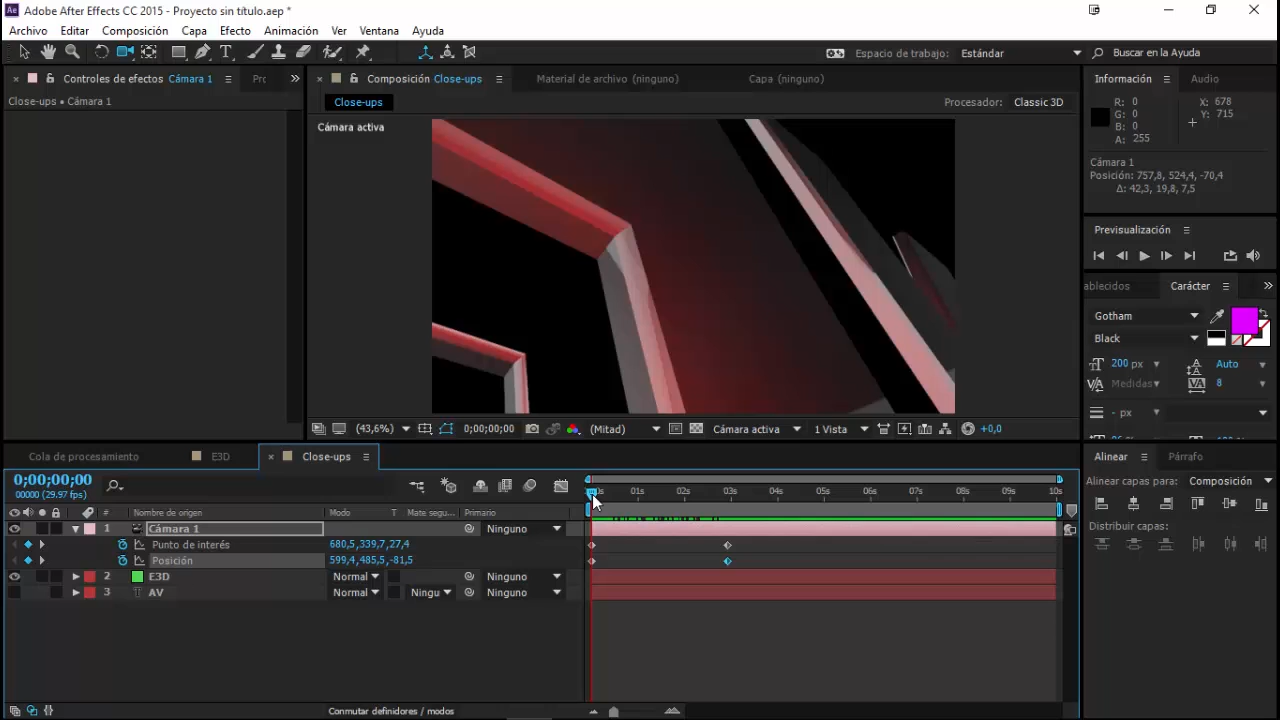 Adobe After Effects CC 2015 - Proyecto sin título.aep *
Archivo Editar Composición Capa Efecto Animación Ver Ventana Ayuda
Espacio de trabajo: Estándar Buscar en la Ayuda
Controles de efectos Cámara 1
Composición Close-ups Material de archivo (ninguno) Capa (ninguno)
Información Audio
Close-ups • Cámara 1
Close-ups Procesador: Classic 3D
Cámara activa
R: 0 X: 678
G: 0 Y: 715
B: 0
A: 255
Cámara 1
Posición: 757,8, 524,4, -70,4
Δ: 42,3, 19,8, 7,5
Previsualización
ablecidos Carácter
Gotham
Black
200 px Auto
Medidas 8
- px
(43,6%) 0;00;00;00 (Mitad) Cámara activa 1 Vista +0,0
Cola de procesamiento E3D Close-ups
Alinear Párrafo
0;00;00;00
00000 (29.97 fps)
01s 02s 03s 04s 05s 06s 07s 08s 09s 10s
Alinear capas por: Composición
# Nombre de origen Modo T Mate segu... Primario
1 Cámara 1 Ninguno
Punto de interés 680,5,339,7,27,4
Posición 599,4,485,5,-81,5
2 E3D Normal Ninguno
3 T AV Normal Ningu Ninguno
Distribuir capas:
Conmutar definidores / modos